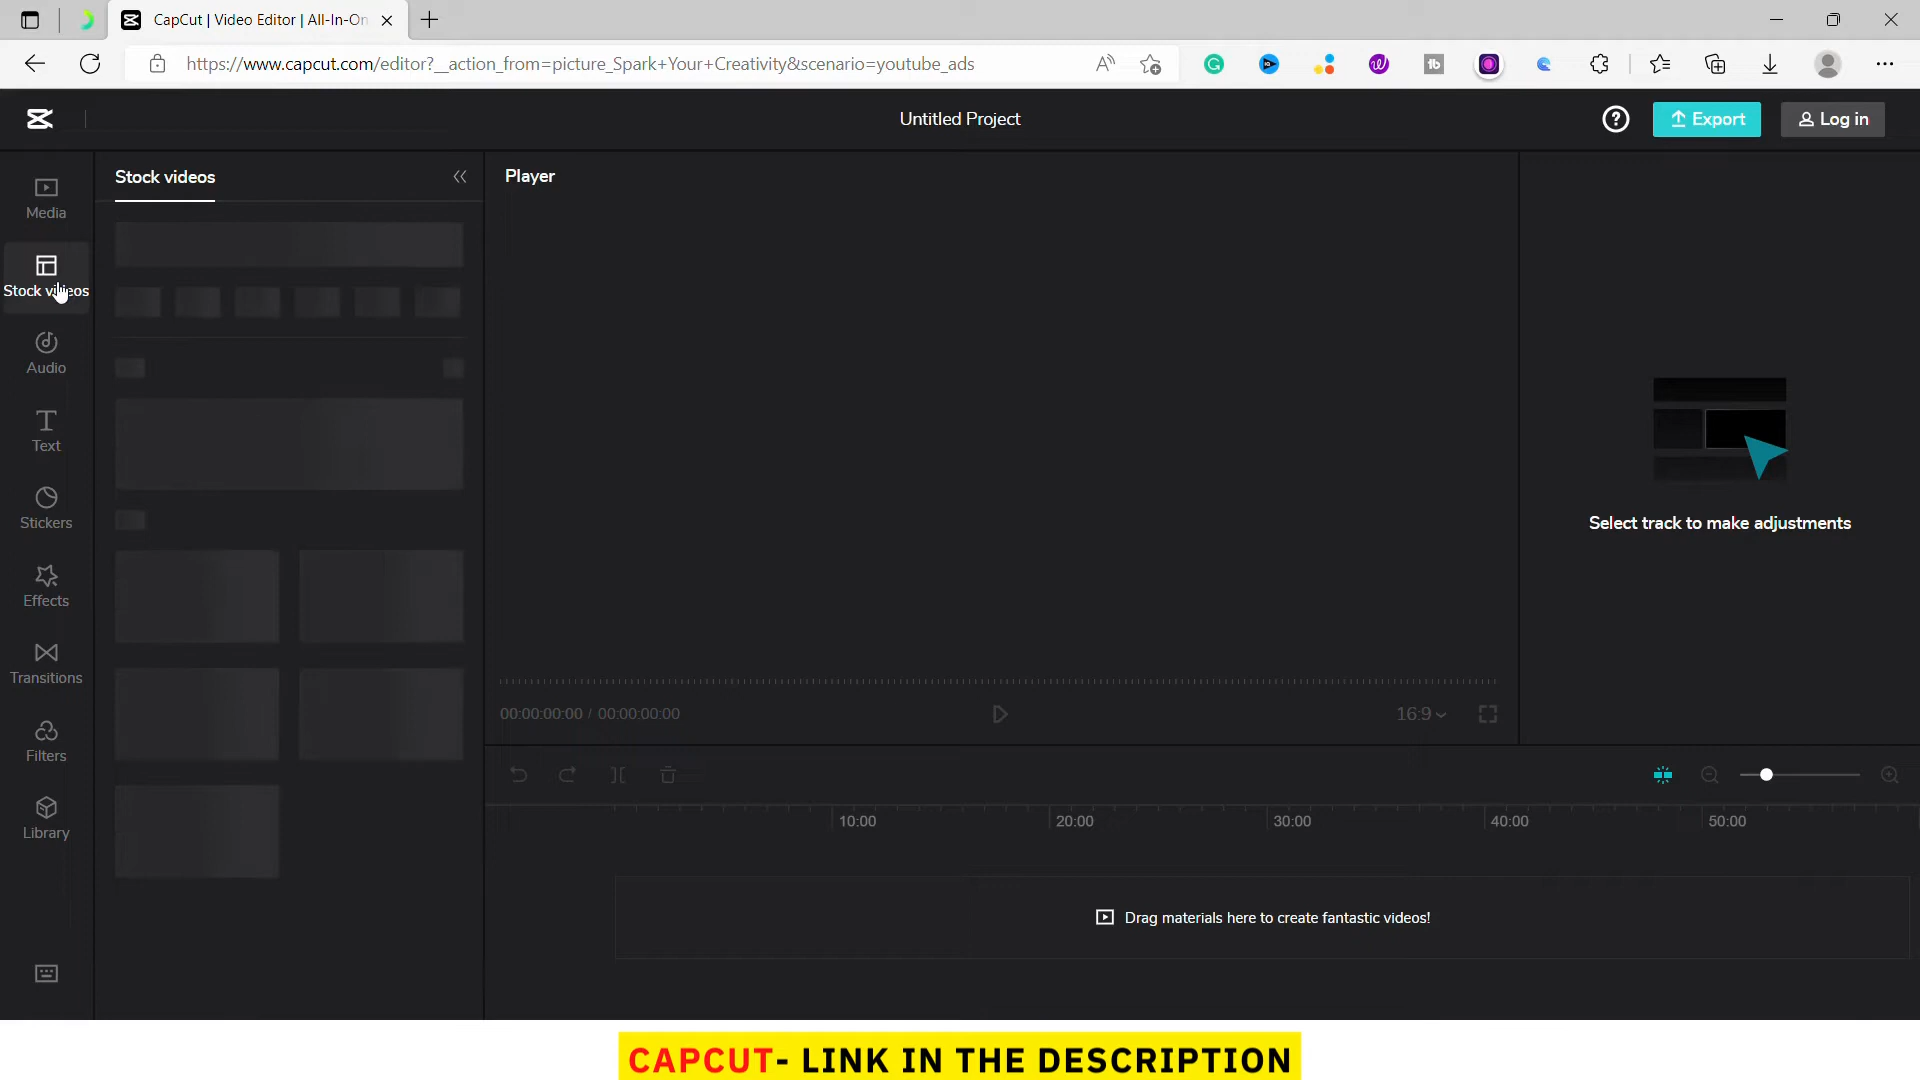 CapCut | Video Editor | All-In-On
https://www.capcut.com/editor?__action_from=picture_Spark+Your+Creativity&scenario=youtube_ads
Untitled Project
Export
Log in
Media
Stock videos
Audio
Text
Stickers
Effects
Transitions
Filters
Library
Stock videos
Player
00:00:00:00 / 00:00:00:00
16:9
Select track to make adjustments
10:00 20:00 30:00 40:00 50:00
Drag materials here to create fantastic videos!
CAPCUT- LINK IN THE DESCRIPTION